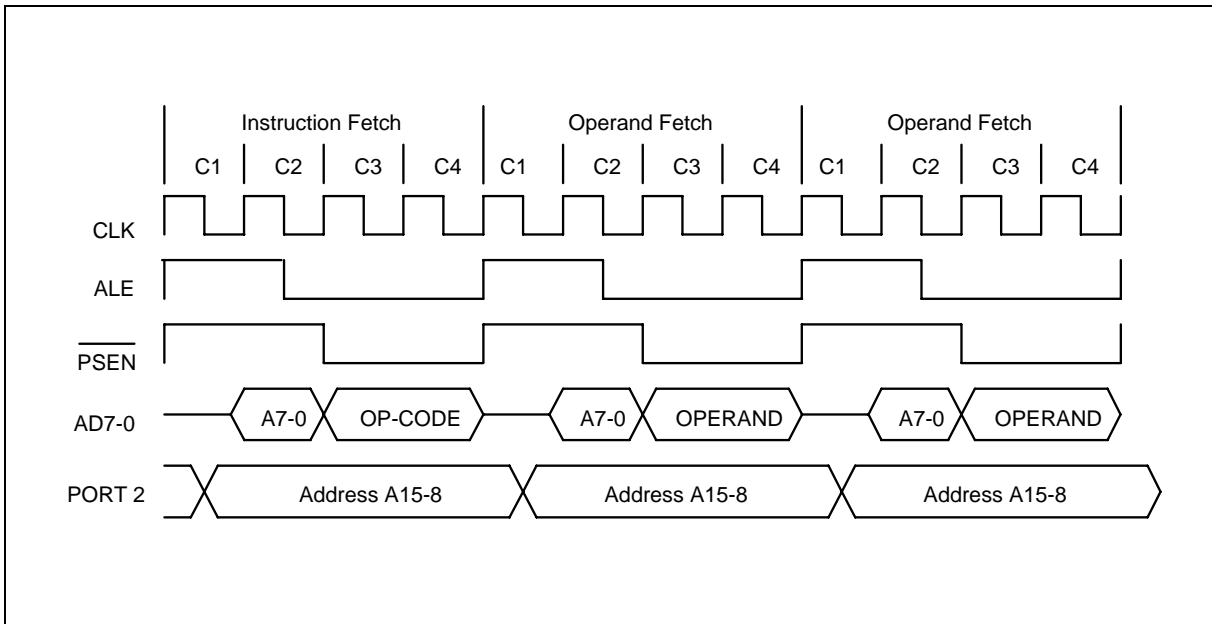 Instruction Fetch Operand Fetch Operand Fetch
C1 C2 C3 C4 C1 C2 C3 C4 C1 C2 C3 C4
CLK
ALE
PSEN
AD7-0 A7-0 OP-CODE A7-0 OPERAND A7-0 OPERAND
PORT 2 Address A15-8 Address A15-8 Address A15-8